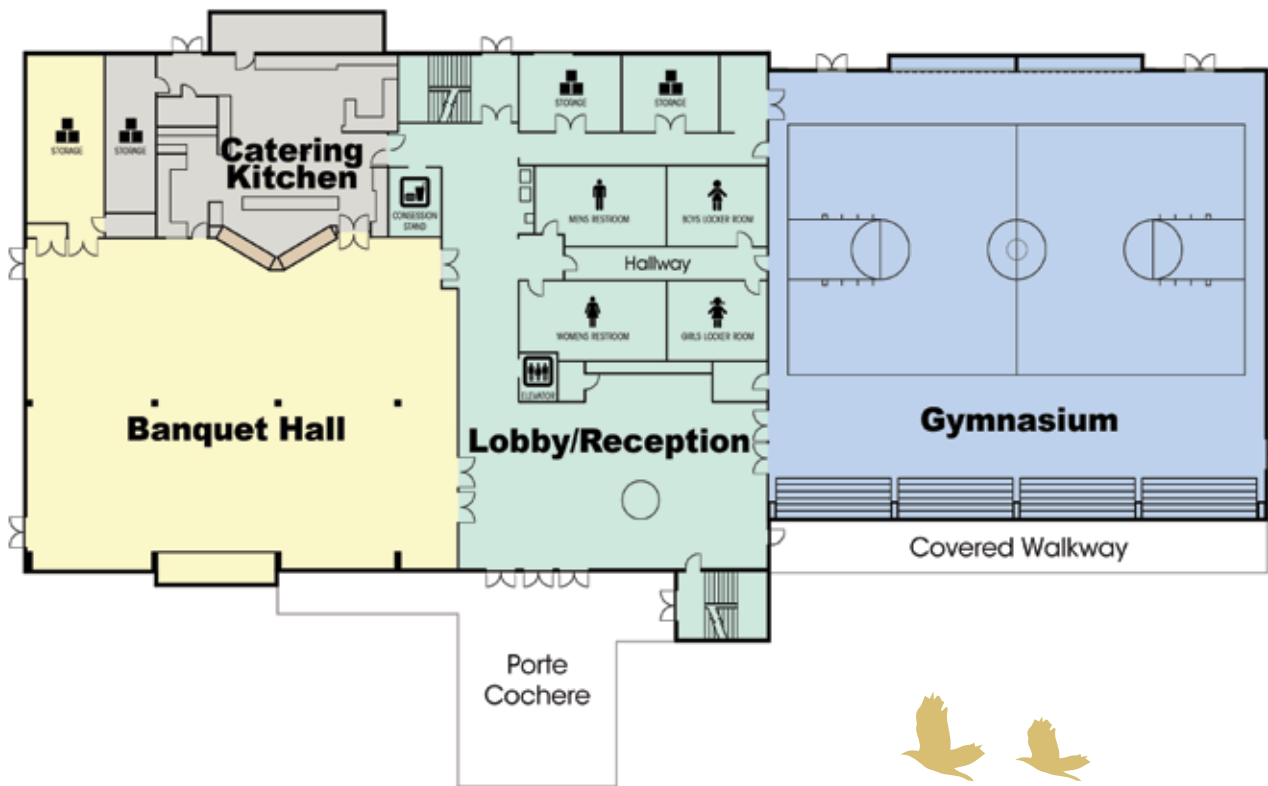 STORAGE
STORAGE
STORAGE
STORAGE
Catering
Kitchen
CONSESSION
STAND
MENS RESTROOM
BOYS LOCKER ROOM
Hallway
WOMENS RESTROOM
GIRLS LOCKER ROOM
ELEVATOR
Banquet Hall
Lobby/Reception
Gymnasium
Covered Walkway
Porte
Cochere